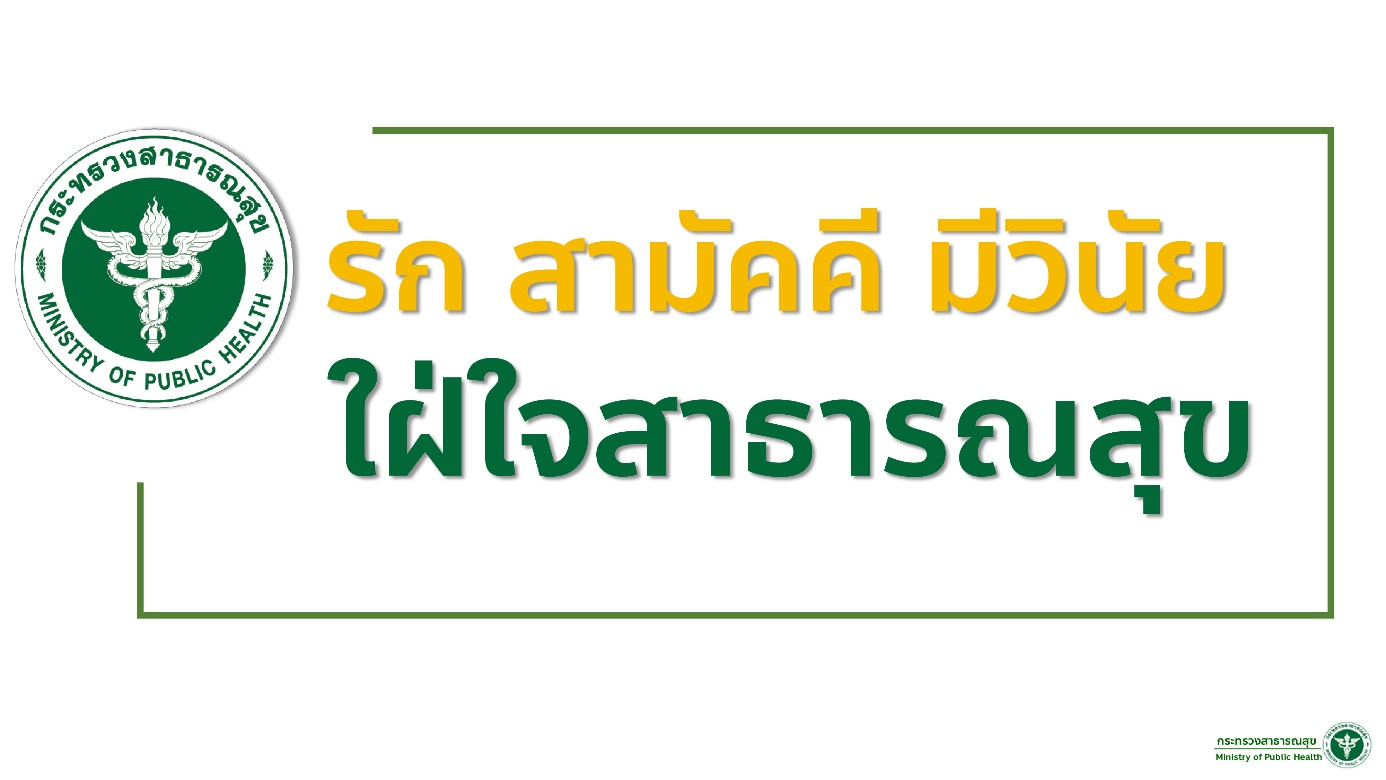 กระทรวงสาธารณสุข
MINISTRY OF PUBLIC HEALTH
รัก สามัคคี มีวินัย
ใฝ่ใจสาธารณสุข
กระทรวงสาธารณสุข
Ministry of Public Health